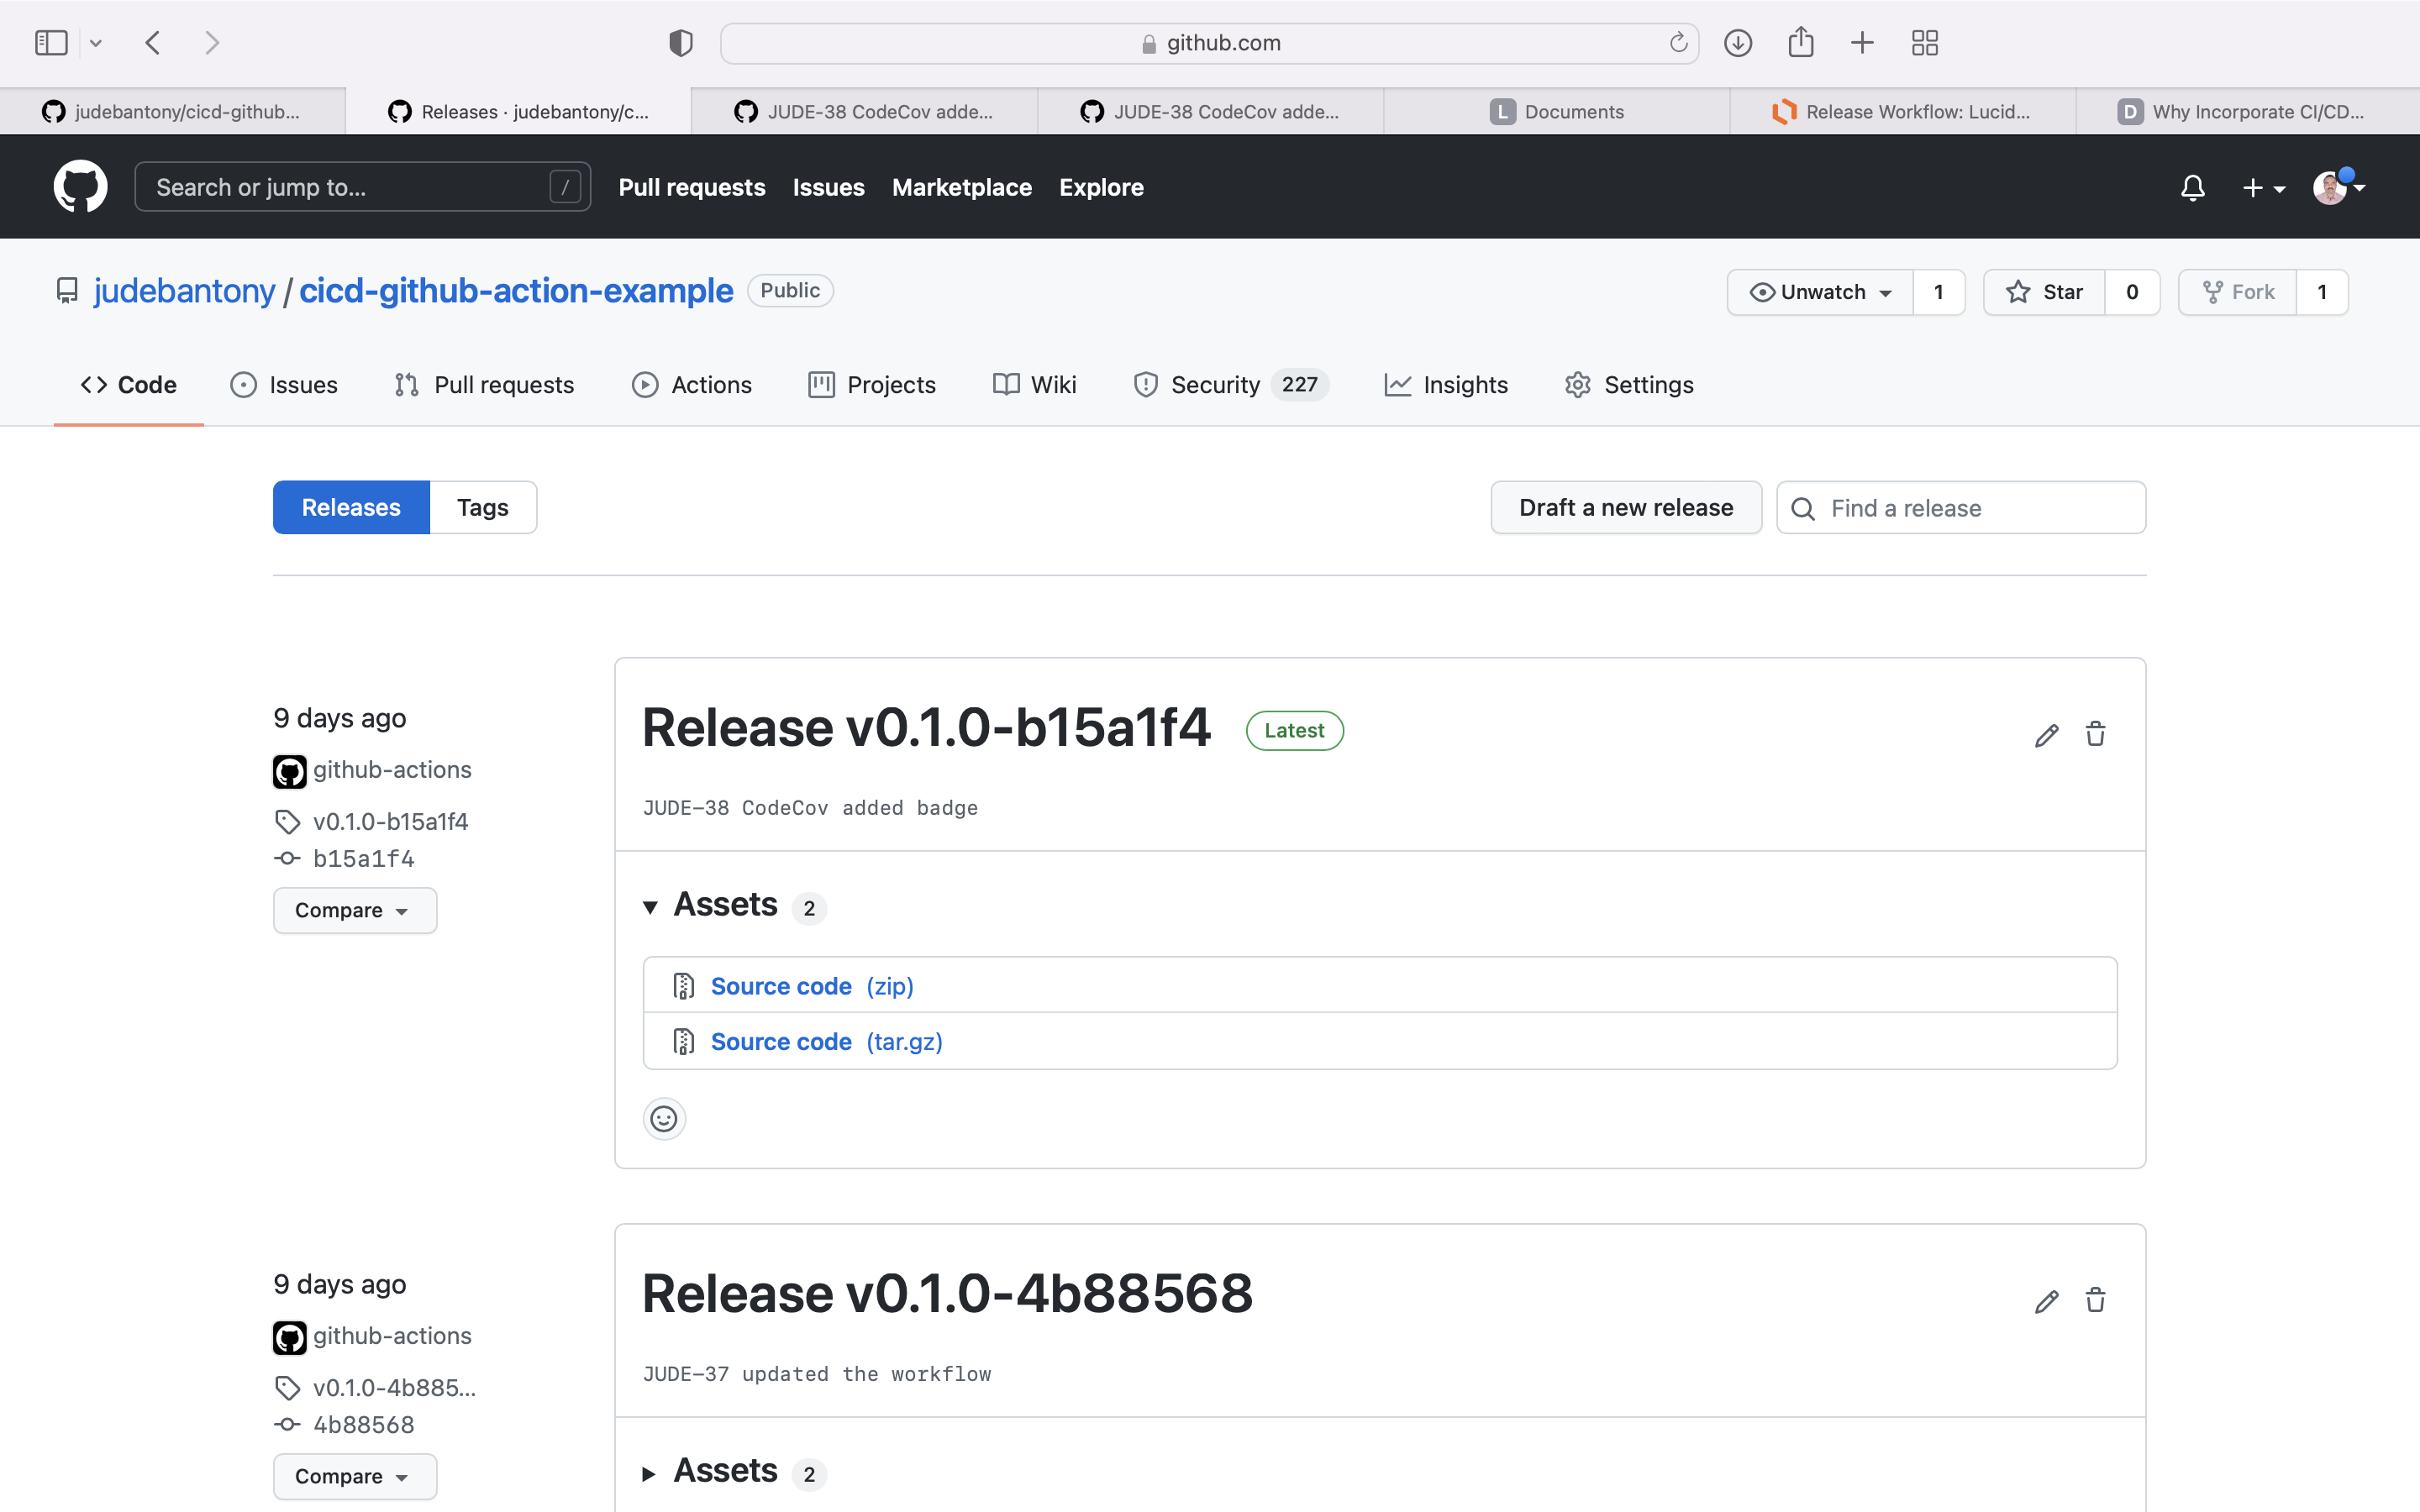 github.com
judebantony/cicd-github...
Releases · judebantony/c...
JUDE-38 CodeCov adde...
JUDE-38 CodeCov adde...
L Documents
Release Workflow: Lucid...
D Why Incorporate CI/CD...
Search or jump to... /
Pull requests Issues Marketplace Explore
judebantony / cicd-github-action-example Public
Unwatch 1 Star 0 Fork 1
Code Issues Pull requests Actions Projects Wiki Security 227 Insights Settings
Releases Tags
Draft a new release Find a release
9 days ago
github-actions
v0.1.0-b15a1f4
b15a1f4
Compare
Release v0.1.0-b15a1f4 Latest
JUDE-38 CodeCov added badge
Assets 2
Source code (zip)
Source code (tar.gz)
9 days ago
github-actions
v0.1.0-4b885...
4b88568
Compare
Release v0.1.0-4b88568
JUDE-37 updated the workflow
Assets 2